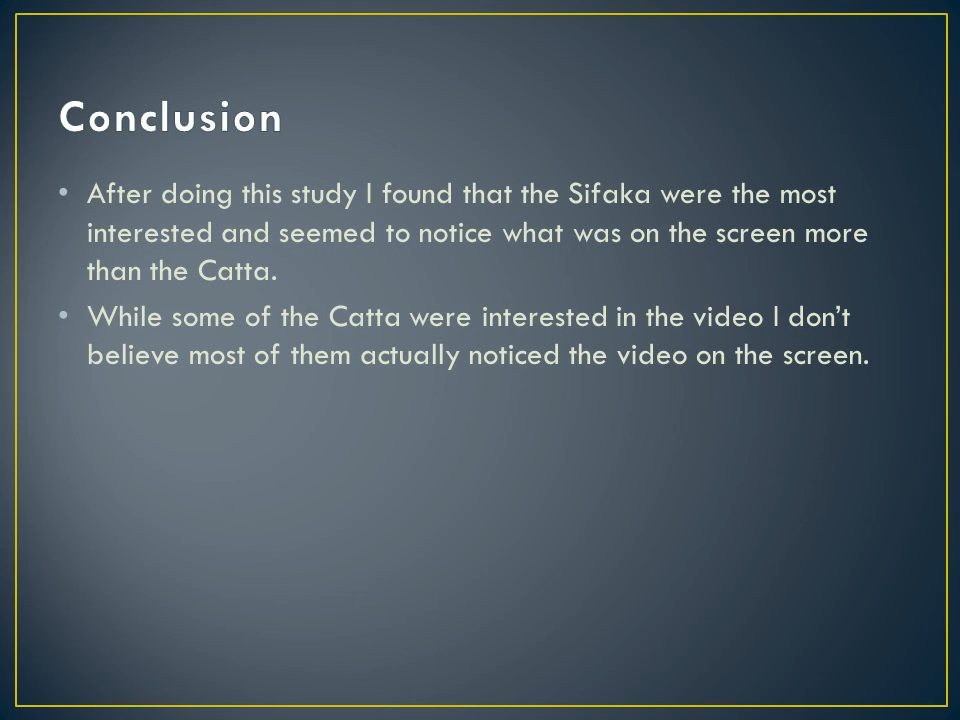 Conclusion
• After doing this study I found that the Sifaka were the most
interested and seemed to notice what was on the screen more
than the Catta.
• While some of the Catta were interested in the video I don’t
believe most of them actually noticed the video on the screen.